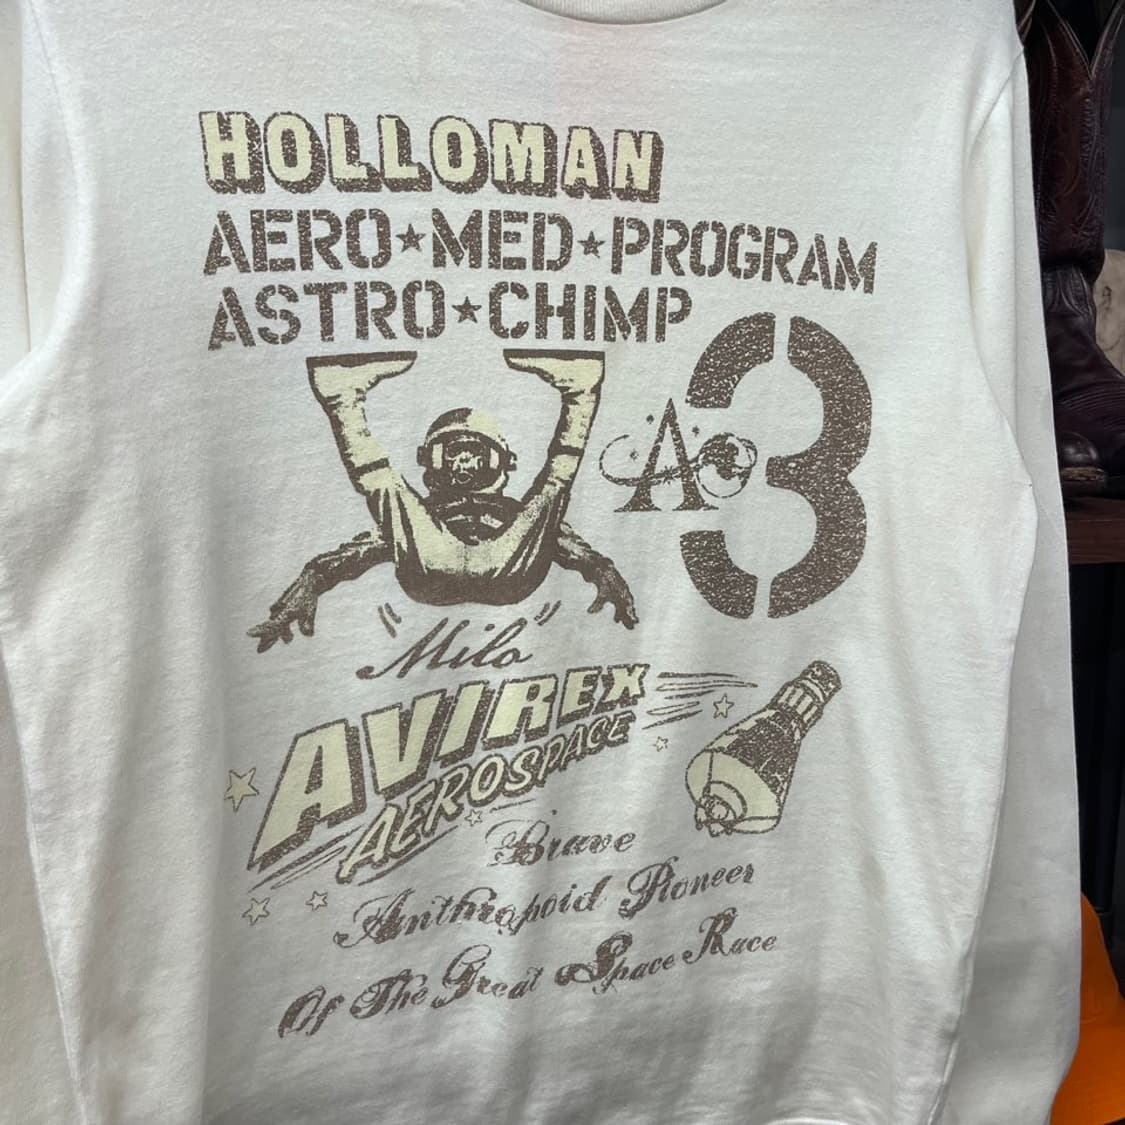 HOLLOMAN
AERO★MED★PROGRAM
ASTRO★CHIMP
3
A
"Milo"
AVIREX
AEROSPACE
Brave
Anthropoid Pioneer
Of The Great Space Race